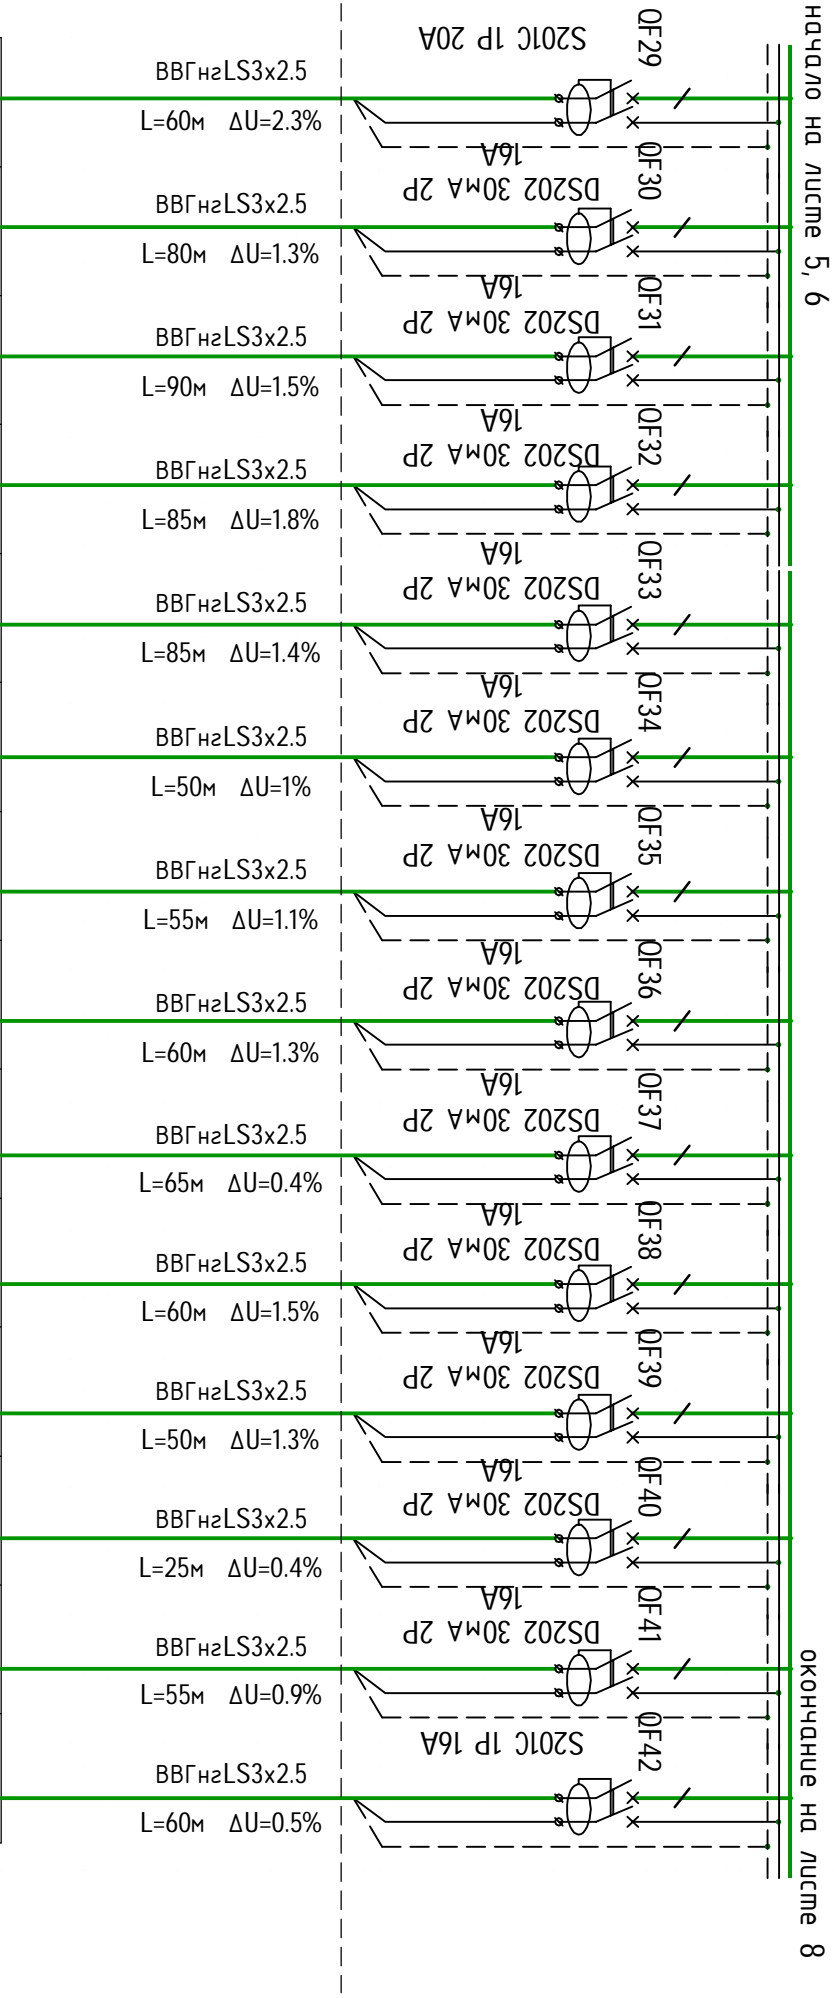 начало на листе 5, 6
QF29
S201C 1P 20A
ВВГнгLS3x2.5
L=60м ΔU=2.3%
QF30
DS202 30мА 2P
16A
ВВГнгLS3x2.5
L=80м ΔU=1.3%
QF31
DS202 30мА 2P
16A
ВВГнгLS3x2.5
L=90м ΔU=1.5%
QF32
DS202 30мА 2P
16A
ВВГнгLS3x2.5
L=85м ΔU=1.8%
QF33
DS202 30мА 2P
16A
ВВГнгLS3x2.5
L=85м ΔU=1.4%
QF34
DS202 30мА 2P
16A
ВВГнгLS3x2.5
L=50м ΔU=1%
QF35
DS202 30мА 2P
16A
ВВГнгLS3x2.5
L=55м ΔU=1.1%
QF36
DS202 30мА 2P
16A
ВВГнгLS3x2.5
L=60м ΔU=1.3%
QF37
DS202 30мА 2P
16A
ВВГнгLS3x2.5
L=65м ΔU=0.4%
QF38
DS202 30мА 2P
16A
ВВГнгLS3x2.5
L=60м ΔU=1.5%
QF39
DS202 30мА 2P
16A
ВВГнгLS3x2.5
L=50м ΔU=1.3%
QF40
DS202 30мА 2P
16A
ВВГнгLS3x2.5
L=25м ΔU=0.4%
QF41
DS202 30мА 2P
16A
ВВГнгLS3x2.5
L=55м ΔU=0.9%
QF42
S201C 1P 16A
ВВГнгLS3x2.5
L=60м ΔU=0.5%
окончание на листе 8